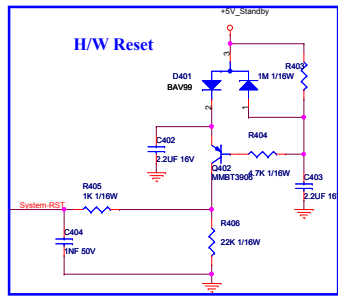 +5V_Standby
H/W Reset
3
R403
D401
BAV99
1M 1/16W
2
1
C402
R404
2.2UF 16V
Q402
MMBT3906
4.7K 1/16W
C403
2.2UF 16V
R405
1K 1/16W
System-RST
C404
R406
1NF 50V
22K 1/16W